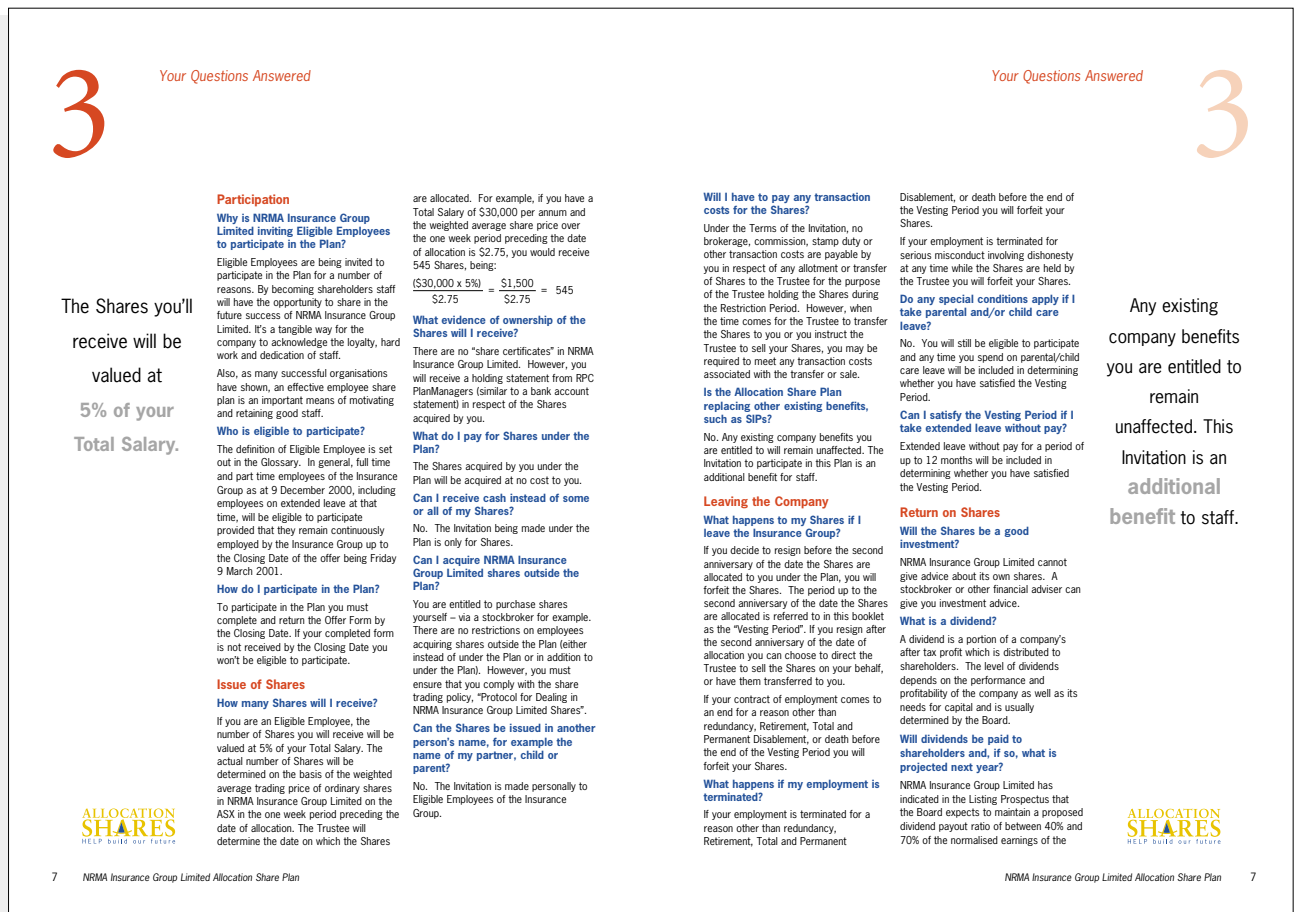 3
Your Questions Answered
The Shares you'll
receive will be
valued at
5% of your
Total Salary.
Participation
Why is NRMA Insurance Group
Limited inviting Eligible Employees
to participate in the Plan?
Eligible Employees are being invited to
participate in the Plan for a number of
reasons. By becoming shareholders staff
will have the opportunity to share in the
future success of NRMA Insurance Group
Limited. It's a tangible way for the
company to acknowledge the loyalty, hard
work and dedication of staff.
Also, as many successful organisations
have shown, an effective employee share
plan is an important means of motivating
and retaining good staff.
Who is eligible to participate?
The definition of Eligible Employee is set
out in the Glossary. In general, full time
and part time employees of the Insurance
Group as at 9 December 2000, including
employees on extended leave at that
time, will be eligible to participate
provided that they remain continuously
employed by the Insurance Group up to
the Closing Date of the offer being Friday
9 March 2001.
How do I participate in the Plan?
To participate in the Plan you must
complete and return the Offer Form by
the Closing Date. If your completed form
is not received by the Closing Date you
won't be eligible to participate.
Issue of Shares
How many Shares will I receive?
If you are an Eligible Employee, the
number of Shares you will receive will be
valued at 5% of your Total Salary. The
actual number of Shares will be
determined on the basis of the weighted
average trading price of ordinary shares
in NRMA Insurance Group Limited on the
ASX in the one week period preceding the
date of allocation. The Trustee will
determine the date on which the Shares
are allocated. For example, if you have a
Total Salary of $30,000 per annum and
the weighted average share price over
the one week period preceding the date
of allocation is $2.75, you would receive
545 Shares, being:
($30,000 x 5%) = $1,500 = 545
$2.75 $2.75
What evidence of ownership of the
Shares will I receive?
There are no "share certificates" in NRMA
Insurance Group Limited. However, you
will receive a holding statement from RPC
PlanManagers (similar to a bank account
statement) in respect of the Shares
acquired by you.
What do I pay for Shares under the
Plan?
The Shares acquired by you under the
Plan will be acquired at no cost to you.
Can I receive cash instead of some
or all of my Shares?
No. The Invitation being made under the
Plan is only for Shares.
Can I acquire NRMA Insurance
Group Limited shares outside the
Plan?
You are entitled to purchase shares
yourself – via a stockbroker for example.
There are no restrictions on employees
acquiring shares outside the Plan (either
instead of under the Plan or in addition to
under the Plan). However, you must
ensure that you comply with the share
trading policy, "Protocol for Dealing in
NRMA Insurance Group Limited Shares".
Can the Shares be issued in another
person's name, for example the
name of my partner, child or
parent?
No. The Invitation is made personally to
Eligible Employees of the Insurance
Group.
ALLOCATION
SHARES
HELP build our future
7 NRMA Insurance Group Limited Allocation Share Plan
Your Questions Answered
3
Will I have to pay any transaction
costs for the Shares?
Under the Terms of the Invitation, no
brokerage, commission, stamp duty or
other transaction costs are payable by
you in respect of any allotment or transfer
of Shares to the Trustee for the purpose
of the Trustee holding the Shares during
the Restriction Period. However, when
the time comes for the Trustee to transfer
the Shares to you or you instruct the
Trustee to sell your Shares, you may be
required to meet any transaction costs
associated with the transfer or sale.
Is the Allocation Share Plan
replacing other existing benefits,
such as SIPs?
No. Any existing company benefits you
are entitled to will remain unaffected. The
Invitation to participate in this Plan is an
additional benefit for staff.
Leaving the Company
What happens to my Shares if I
leave the Insurance Group?
If you decide to resign before the second
anniversary of the date the Shares are
allocated to you under the Plan, you will
forfeit the Shares. The period up to the
second anniversary of the date the Shares
are allocated is referred to in this booklet
as the "Vesting Period". If you resign after
the second anniversary of the date of
allocation you can choose to direct the
Trustee to sell the Shares on your behalf,
or have them transferred to you.
If your contract of employment comes to
an end for a reason other than
redundancy, Retirement, Total and
Permanent Disablement, or death before
the end of the Vesting Period you will
forfeit your Shares.
What happens if my employment is
terminated?
If your employment is terminated for a
reason other than redundancy,
Retirement, Total and Permanent
Disablement, or death before the end of
the Vesting Period you will forfeit your
Shares.
If your employment is terminated for
serious misconduct involving dishonesty
at any time while the Shares are held by
the Trustee you will forfeit your Shares.
Do any special conditions apply if I
take parental and/or child care
leave?
No. You will still be eligible to participate
and any time you spend on parental/child
care leave will be included in determining
whether you have satisfied the Vesting
Period.
Can I satisfy the Vesting Period if I
take extended leave without pay?
Extended leave without pay for a period of
up to 12 months will be included in
determining whether you have satisfied
the Vesting Period.
Return on Shares
Will the Shares be a good
investment?
NRMA Insurance Group Limited cannot
give advice about its own shares. A
stockbroker or other financial adviser can
give you investment advice.
What is a dividend?
A dividend is a portion of a company's
after tax profit which is distributed to
shareholders. The level of dividends
depends on the performance and
profitability of the company as well as its
needs for capital and is usually
determined by the Board.
Will dividends be paid to
shareholders and, if so, what is
projected next year?
NRMA Insurance Group Limited has
indicated in the Listing Prospectus that
the Board expects to maintain a proposed
dividend payout ratio of between 40% and
70% of the normalised earnings of the
Any existing
company benefits
you are entitled to
remain
unaffected. This
Invitation is an
additional
benefit to staff.
ALLOCATION
SHARES
HELP build our future
NRMA Insurance Group Limited Allocation Share Plan 7